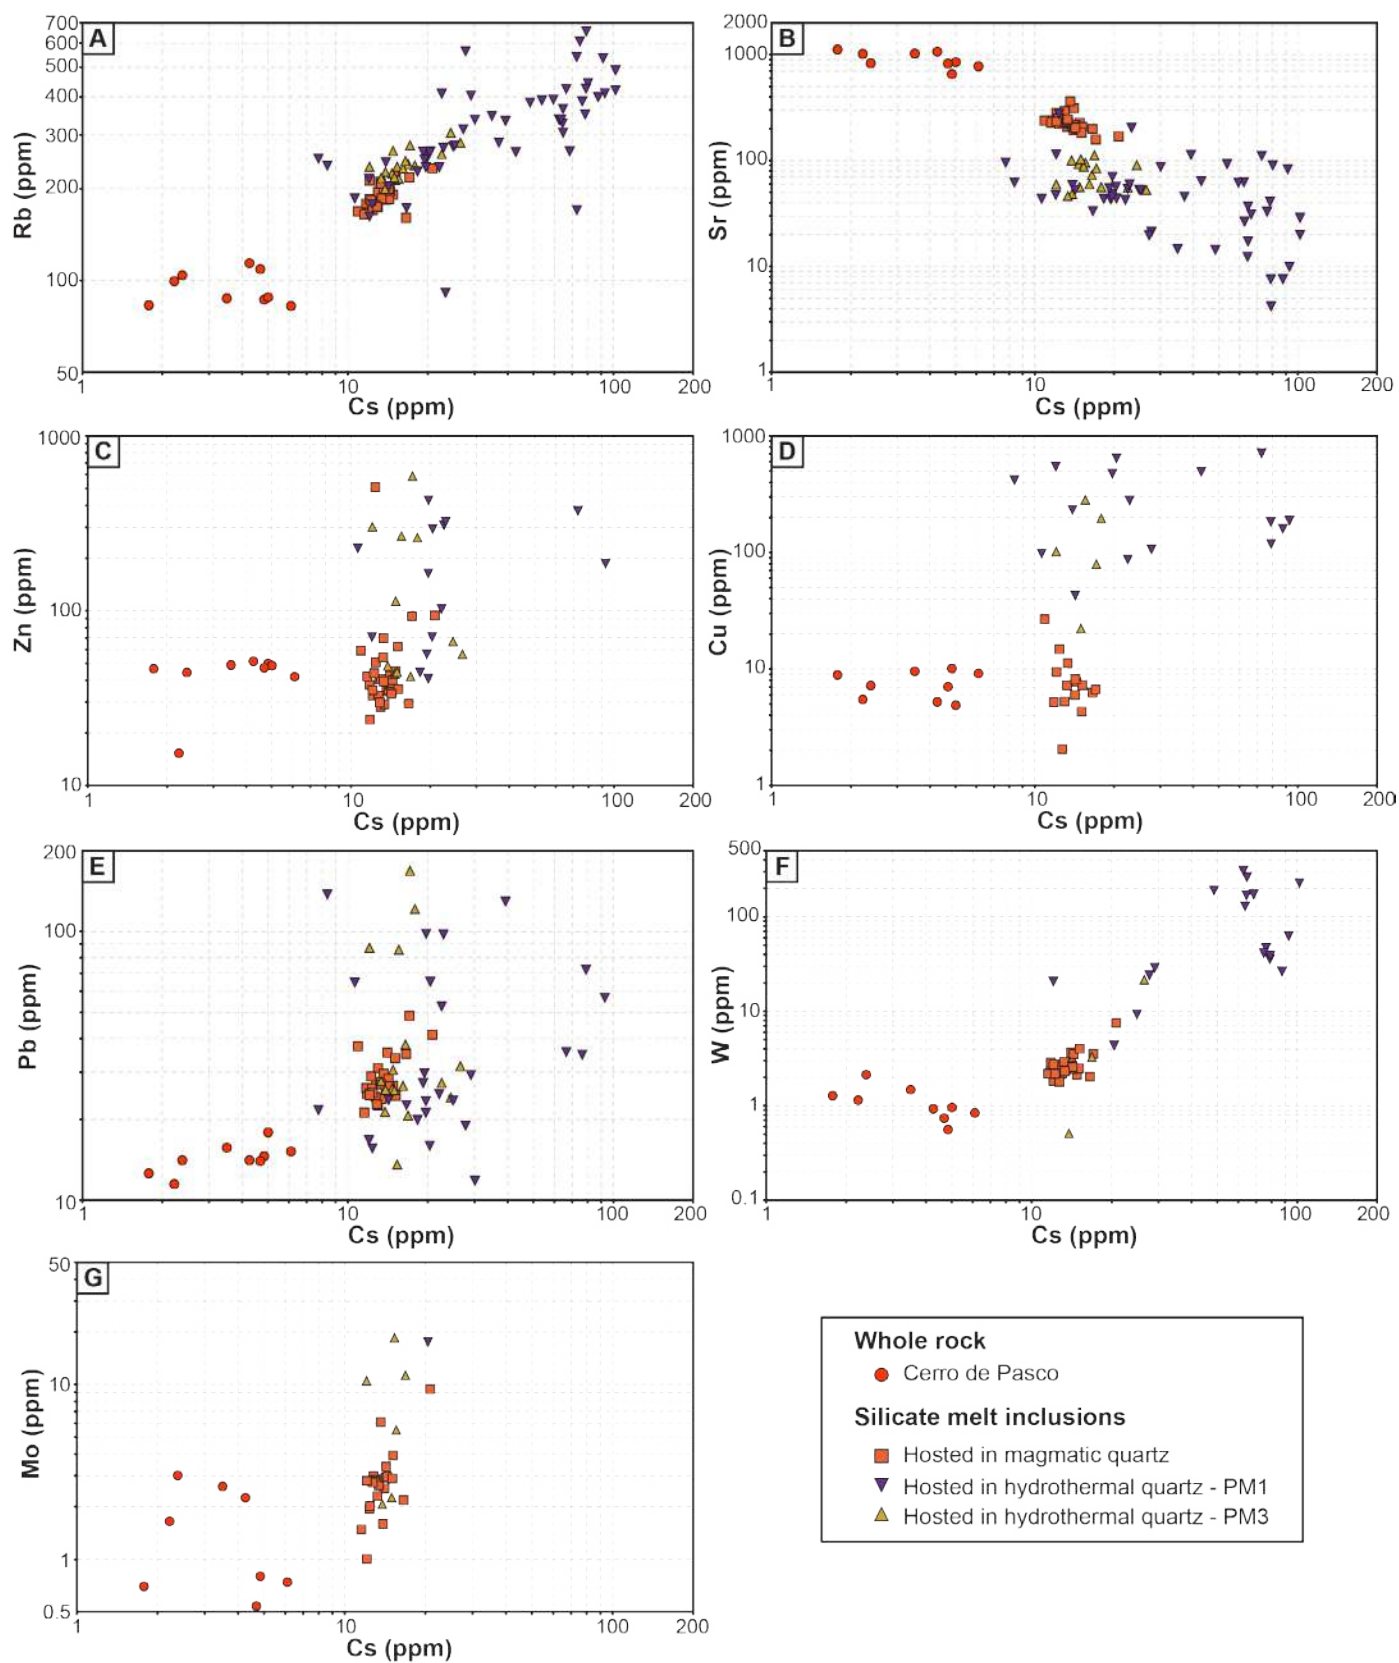 A
700
600
500
400
300
200
100
50
Rb (ppm)
1
10
100
200
Cs (ppm)
B
2000
1000
100
10
1
Sr (ppm)
1
10
100
200
Cs (ppm)
C
1000
100
10
Zn (ppm)
1
10
100
200
Cs (ppm)
D
1000
100
10
1
Cu (ppm)
1
10
100
200
Cs (ppm)
E
200
100
10
Pb (ppm)
1
10
100
200
Cs (ppm)
F
500
100
10
1
0.1
W (ppm)
1
10
100
200
Cs (ppm)
G
50
10
1
0.5
Mo (ppm)
1
10
100
200
Cs (ppm)
Whole rock
Cerro de Pasco
Silicate melt inclusions
Hosted in magmatic quartz
Hosted in hydrothermal quartz - PM1
Hosted in hydrothermal quartz - PM3